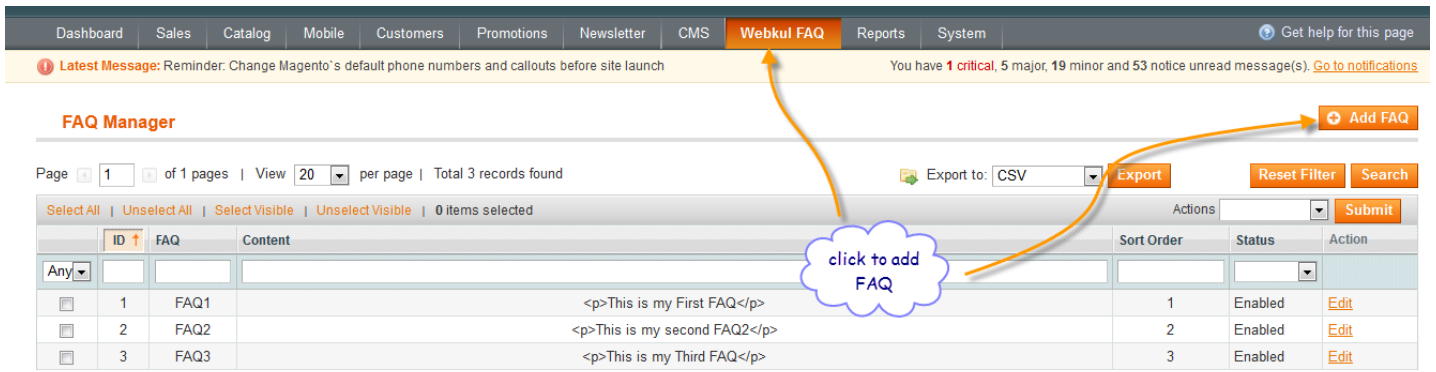 Dashboard Sales Catalog Mobile Customers Promotions Newsletter CMS Webkul FAQ Reports System Get help for this page
Latest Message: Reminder: Change Magento`s default phone numbers and callouts before site launch You have 1 critical, 5 major, 19 minor and 53 notice unread message(s). Go to notifications
FAQ Manager Add FAQ
Page 1 of 1 pages | View 20 per page | Total 3 records found Export to: CSV Export Reset Filter Search
Select All | Unselect All | Select Visible | Unselect Visible | 0 items selected Actions Submit
ID FAQ Content Sort Order Status Action
click to add
FAQ
Any
1 FAQ1 <p>This is my First FAQ</p> 1 Enabled Edit
2 FAQ2 <p>This is my second FAQ2</p> 2 Enabled Edit
3 FAQ3 <p>This is my Third FAQ</p> 3 Enabled Edit